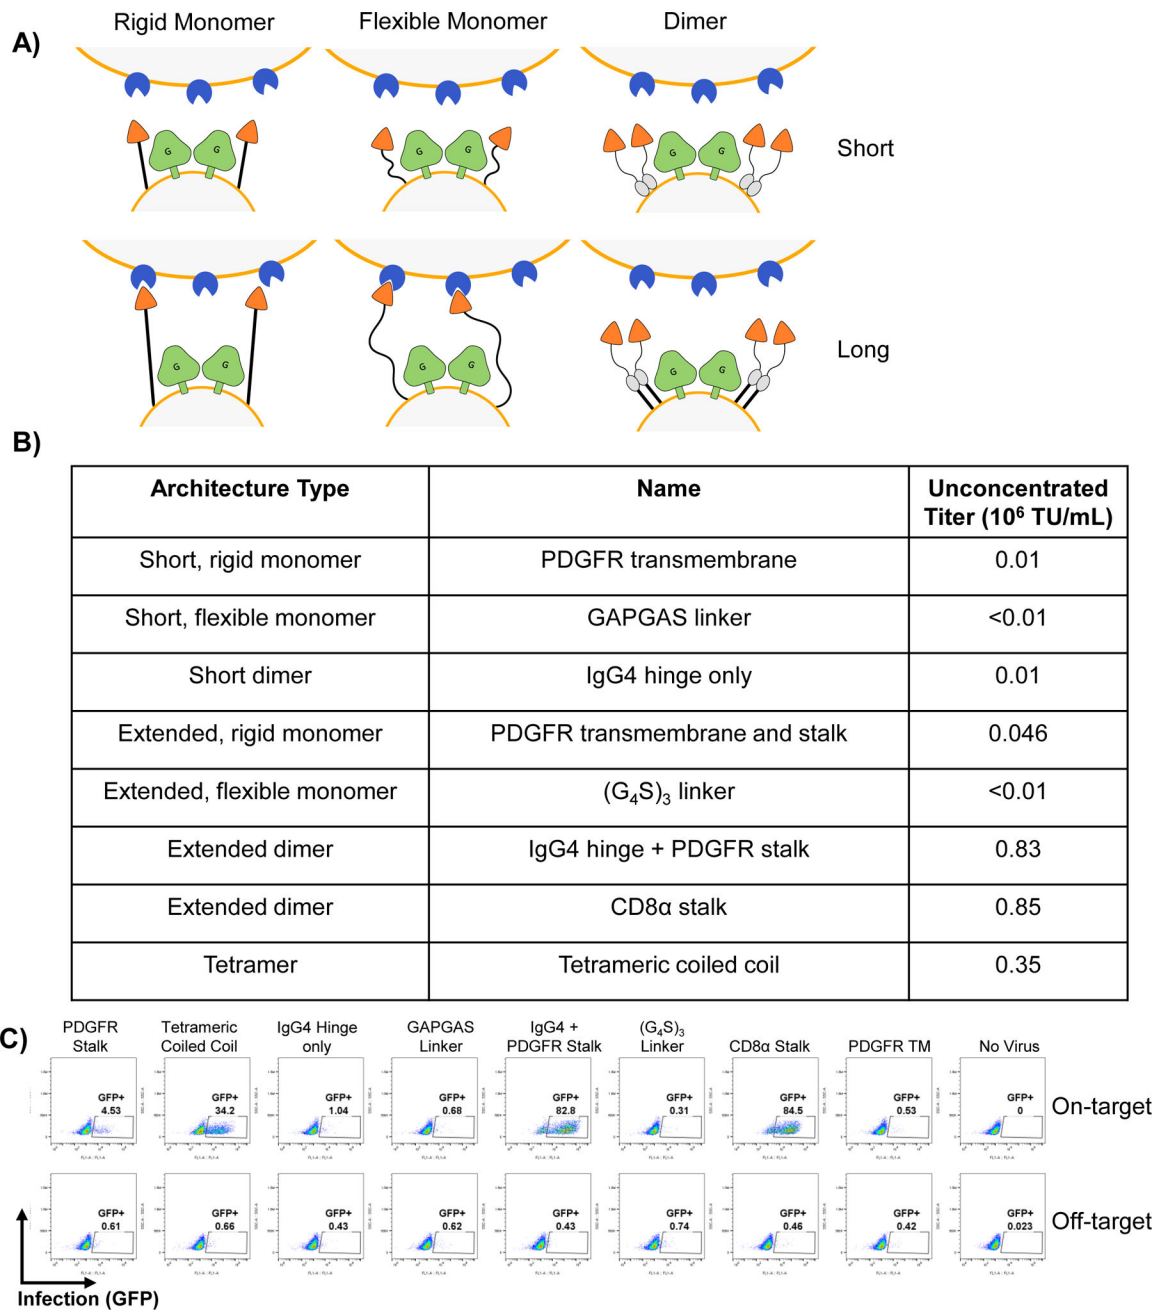 A)
Rigid Monomer Flexible Monomer Dimer
G G G G G G
Short
G G G G G G
Long
B)
Architecture Type Name Unconcentrated
Titer (10⁶ TU/mL)
Short, rigid monomer PDGFR transmembrane 0.01
Short, flexible monomer GAPGAS linker <0.01
Short dimer IgG4 hinge only 0.01
Extended, rigid monomer PDGFR transmembrane and stalk 0.046
Extended, flexible monomer (G₄S)₃ linker <0.01
Extended dimer IgG4 hinge + PDGFR stalk 0.83
Extended dimer CD8α stalk 0.85
Tetramer Tetrameric coiled coil 0.35
C)
PDGFR Tetrameric IgG4 Hinge GAPGAS IgG4 + (G₄S)₃
Stalk Coiled Coil only Linker PDGFR Stalk Linker CD8α Stalk PDGFR TM No Virus
GFP+ GFP+ GFP+ GFP+ GFP+ GFP+ GFP+ GFP+ GFP+
4.53 34.2 1.04 0.68 82.8 0.31 84.5 0.53 0
On-target
GFP+ GFP+ GFP+ GFP+ GFP+ GFP+ GFP+ GFP+ GFP+
0.61 0.66 0.43 0.62 0.43 0.74 0.46 0.42 0.023
Off-target
Infection (GFP)